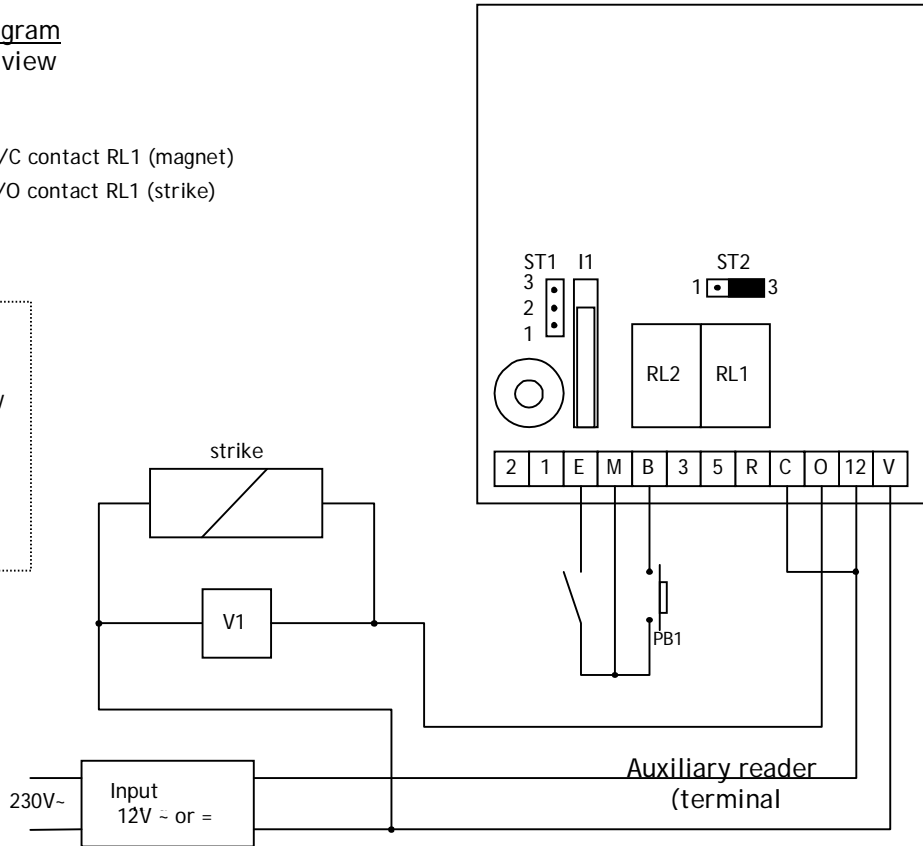 gram
view
/C contact RL1 (magnet)
/O contact RL1 (strike)
ST1 I1 ST2
3
2
1
1 3
RL2 RL1
strike
2 1 E M B 3 5 R C O 12 V
V1
PB1
230V~
Input
12V ~ or =
Auxiliary reader
(terminal